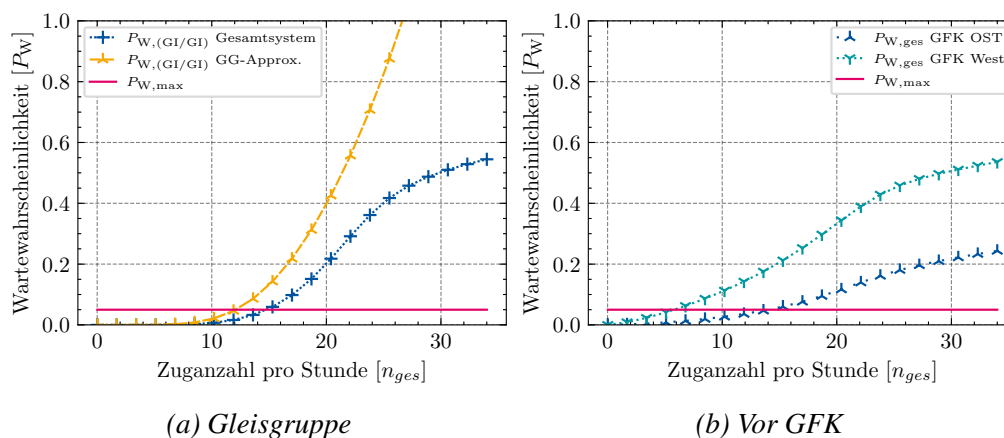 1.0
0.8
0.6
0.4
0.2
0.0
Wartewahrscheinlichkeit [P_W]
P_W,(GI/GI) Gesamtsystem
P_W,(GI/GI) GG-Approx.
P_W,max
0 10 20 30
Zuganzahl pro Stunde [n_ges]
(a) Gleisgruppe
1.0
0.8
0.6
0.4
0.2
0.0
Wartewahrscheinlichkeit [P_W]
P_W,ges GFK OST
P_W,ges GFK West
P_W,max
0 10 20 30
Zuganzahl pro Stunde [n_ges]
(b) Vor GFK